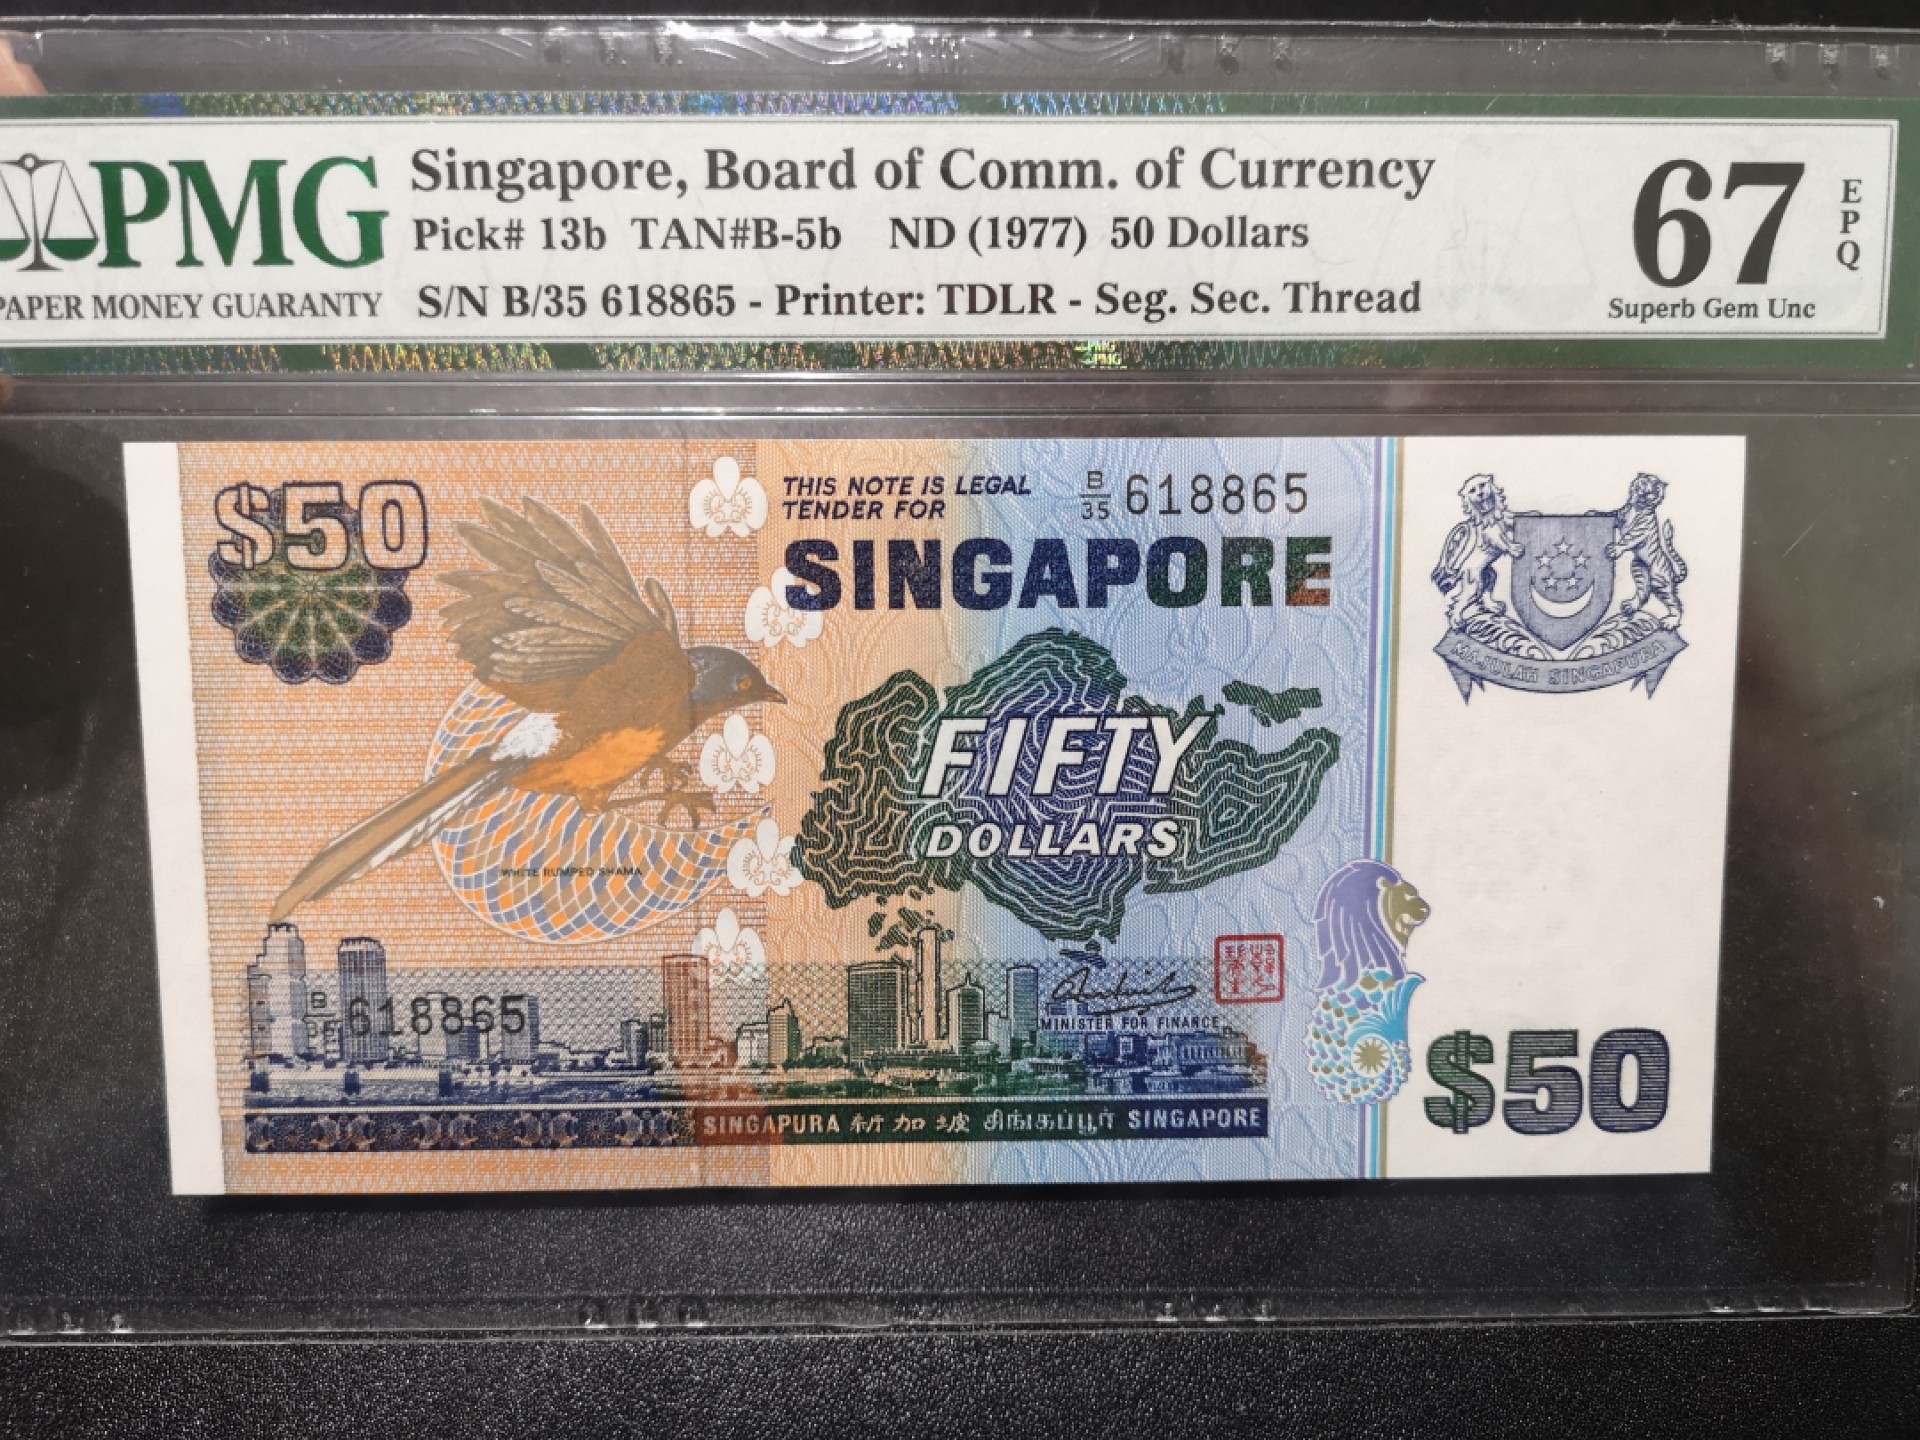 PMG
PAPER MONEY GUARANTY
Singapore, Board of Comm. of Currency
Pick# 13b TAN#B-5b ND (1977) 50 Dollars
S/N B/35 618865 - Printer: TDLR - Seg. Sec. Thread
67
EPQ
Superb Gem Unc
PMG
PMG
$50
THIS NOTE IS LEGAL
TENDER FOR
B/35 618865
SINGAPORE
MAJULAH SINGAPURA
FIFTY
DOLLARS
WHITE RUMPED SHAMA
B/35 618865
MINISTER FOR FINANCE
SINGAPURA 新加坡 சிங்கப்பூர் SINGAPORE
$50